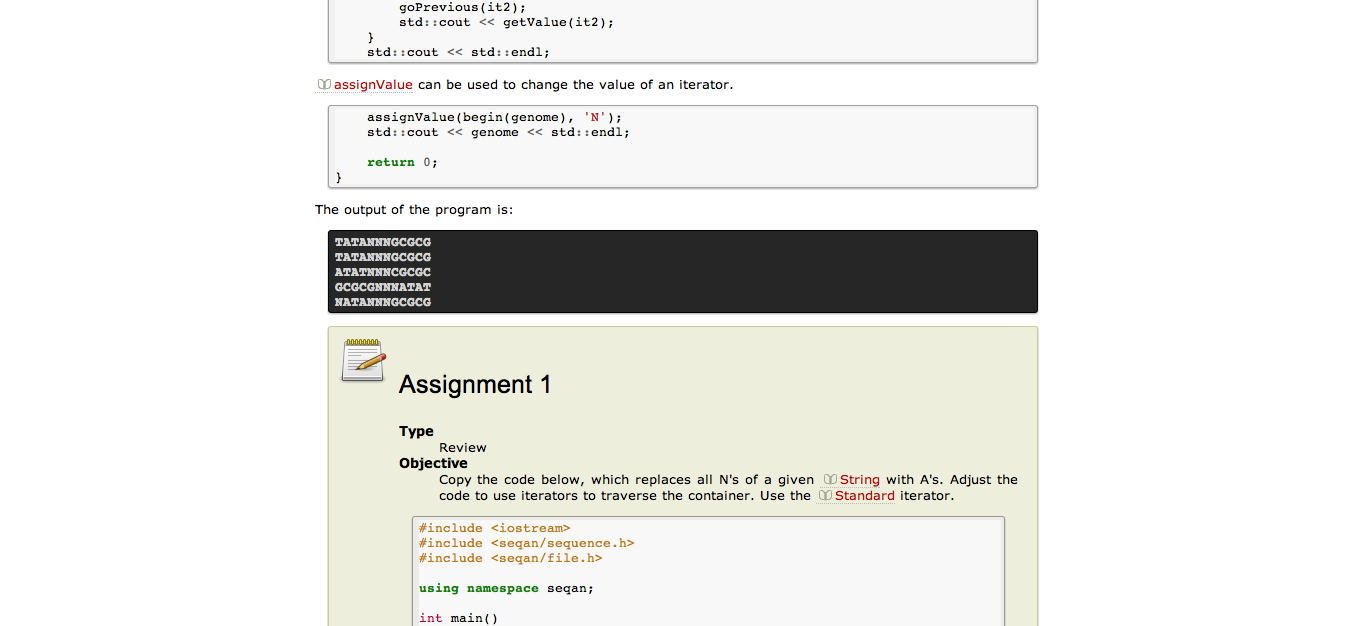 goPrevious(it2);
std::cout << getValue(it2);
}
std::cout << std::endl;
assignValue can be used to change the value of an iterator.
assignValue(begin(genome), 'N');
std::cout << genome << std::endl;
return 0;
}
The output of the program is:
TATANNNGCGCG
TATANNNGCGCG
ATATNNNCGCGC
GCGCGNNNATAT
NATANNNGCGCG
Assignment 1
Type
Review
Objective
Copy the code below, which replaces all N's of a given String with A's. Adjust the
code to use iterators to traverse the container. Use the Standard iterator.
#include <iostream>
#include <seqan/sequence.h>
#include <seqan/file.h>
using namespace seqan;
int main()